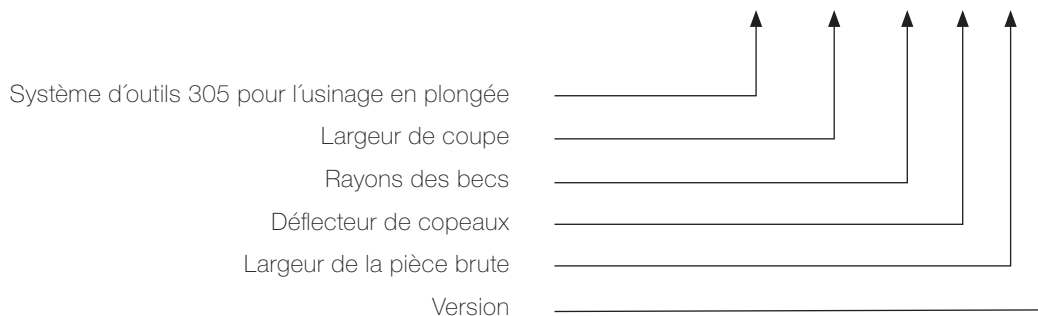 Système d´outils 305 pour l´usinage en plongée
Largeur de coupe
Rayons des becs
Déflecteur de copeaux
Largeur de la pièce brute
Version